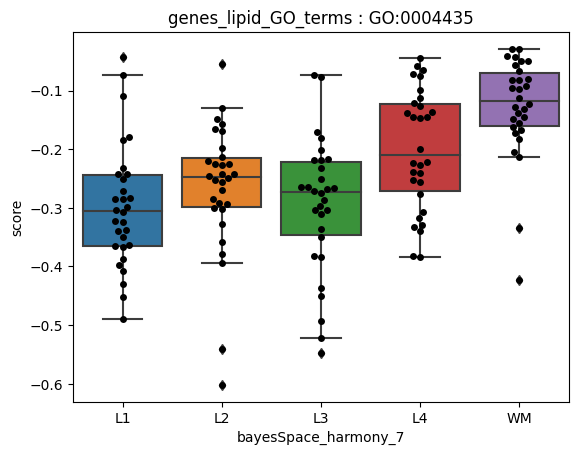 genes_lipid_GO_terms : GO:0004435
score
−0.1
−0.2
−0.3
−0.4
−0.5
−0.6
L1 L2 L3 L4 WM
bayesSpace_harmony_7